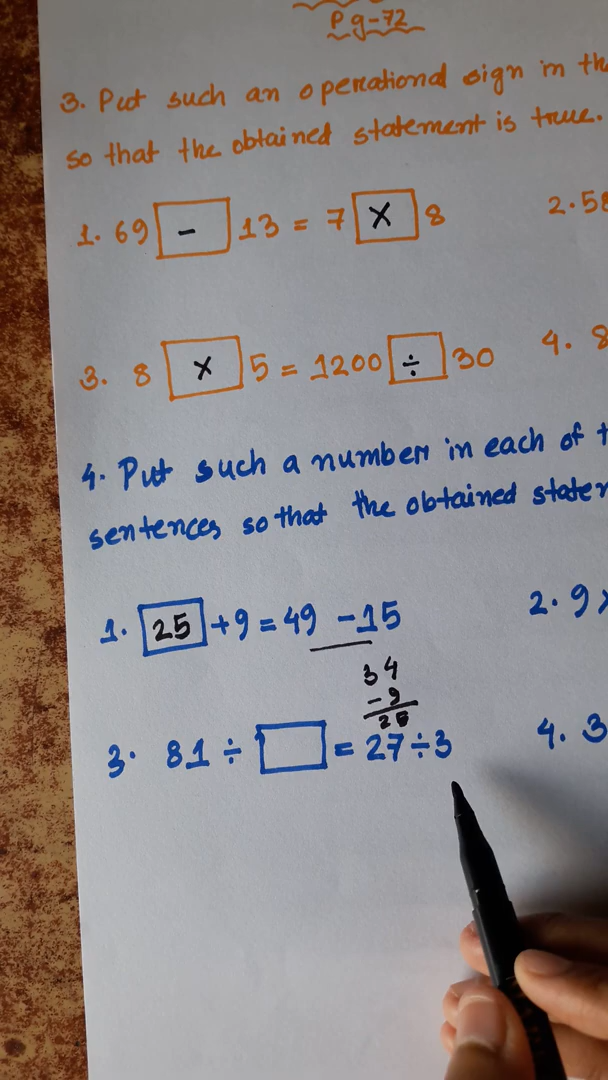 Pg-72
3. Put such an operational sign in the
so that the obtained statement is true.
1. 69 - 13 = 7 × 8
2. 58
3. 8 × 5 = 1200 ÷ 30
4. 8
4. Put such a number in each of t
sentences so that the obtained staten
1. 25 + 9 = 49 - 15
2. 9 ×
34
- 9
25
3. 81 ÷ = 27 ÷ 3
4. 3